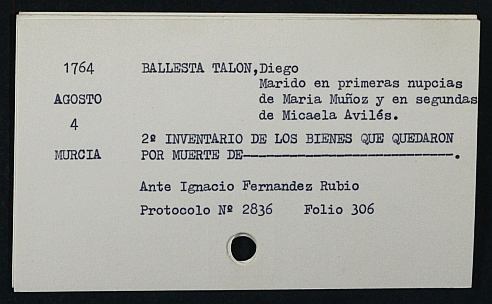 1764 BALLESTA TALON, Diego
Marido en primeras nupcias
AGOSTO de Maria Muñoz y en segundas
4 de Micaela Avilés.
2º INVENTARIO DE LOS BIENES QUE QUEDARON
MURCIA POR MUERTE DE---------------------------.
Ante Ignacio Fernandez Rubio
Protocolo Nº 2836 Folio 306